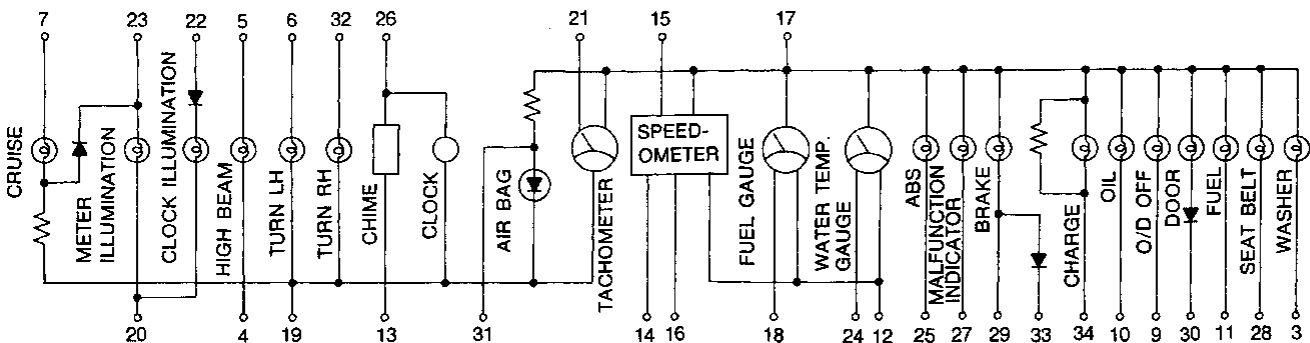 7 23 22 5 6 32 26 21 15 17
CRUISE
METER
ILLUMINATION
CLOCK ILLUMINATION
HIGH BEAM
TURN LH
TURN RH
CHIME
CLOCK
AIR BAG
TACHOMETER
SPEED-
OMETER
FUEL GAUGE
WATER TEMP.
GAUGE
ABS
MALFUNCTION
INDICATOR
BRAKE
CHARGE
OIL
O/D OFF
DOOR
FUEL
SEAT BELT
WASHER
20 4 19 13 31 14 16 18 24 12 25 27 29 33 34 10 9 30 11 28 3